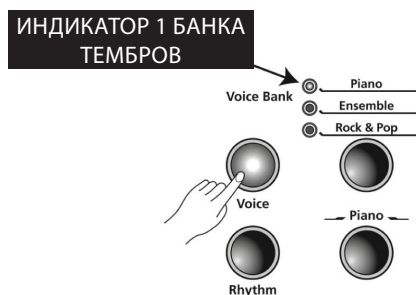 ИНДИКАТОР 1 БАНКА
ТЕМБРОВ
Piano
Voice Bank
Ensemble
Rock & Pop
Voice
Piano
Rhythm